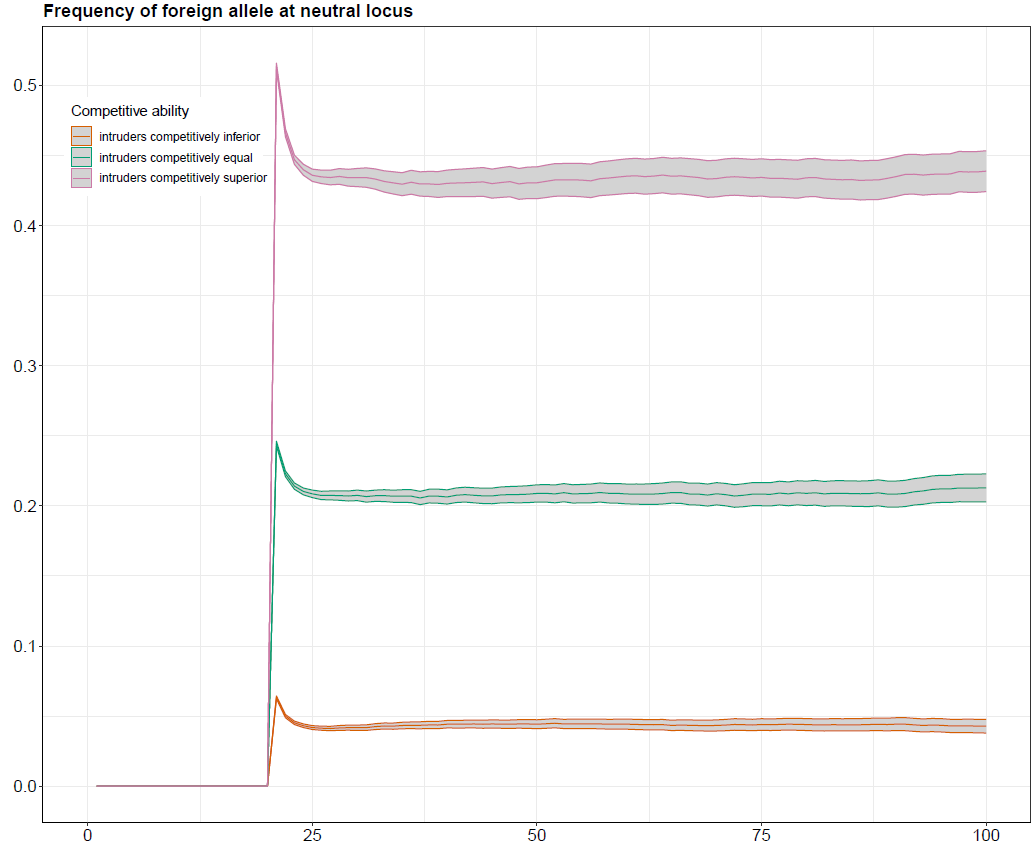 Frequency of foreign allele at neutral locus
0.5
Competitive ability
intruders competitively inferior
intruders competitively equal
intruders competitively superior
0.4
0.3
0.2
0.1
0.0
0 25 50 75 100